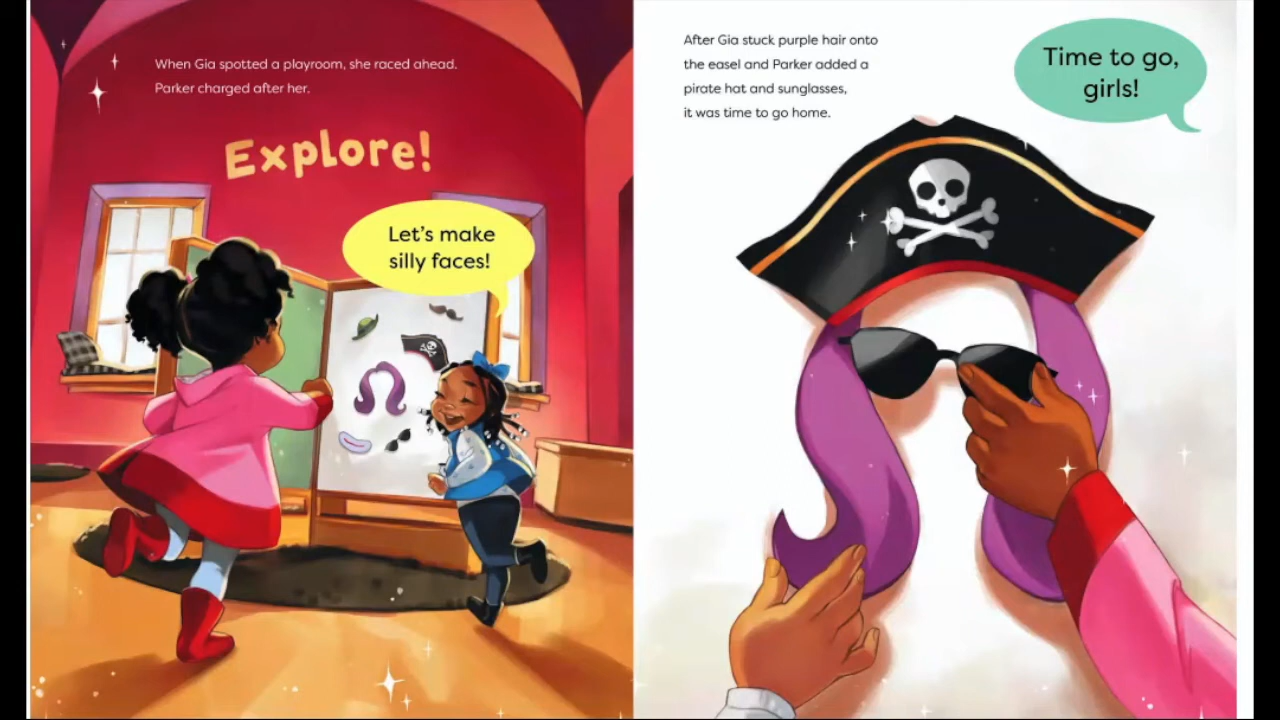 When Gia spotted a playroom, she raced ahead.
Parker charged after her.
Explore!
Let's make
silly faces!
After Gia stuck purple hair onto
the easel and Parker added a
pirate hat and sunglasses,
it was time to go home.
Time to go,
girls!